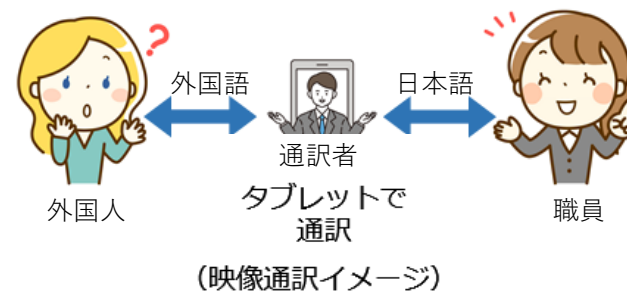 ?
外国語
日本語
通訳者
外国人
タブレットで
通訳
職員
(映像通訳イメージ)